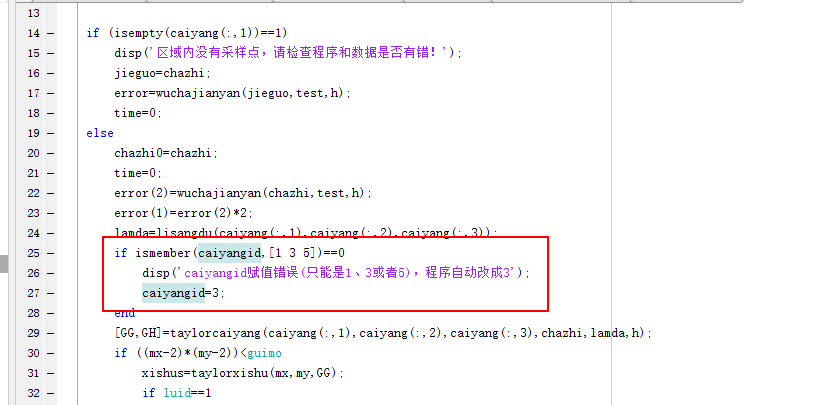 13
14 — if (isempty(caiyang(:,1))==1)
15 — disp('区域内没有采样点，请检查程序和数据是否有错！');
16 — jieguo=chazhi;
17 — error=wuchajianyan(jieguo,test,h);
18 — time=0;
19 — else
20 — chazhi0=chazhi;
21 — time=0;
22 — error(2)=wuchajianyan(chazhi,test,h);
23 — error(1)=error(2)*2;
24 — lamda=lisangdu(caiyang(:,1),caiyang(:,2),caiyang(:,3));
25 — if ismember(caiyangid,[1 3 5])==0
26 — disp('caiyangid赋值错误(只能是1、3或者5)，程序自动改成3');
27 — caiyangid=3;
28 — end
29 — [GG,GH]=taylorcaiyang(caiyang(:,1),caiyang(:,2),caiyang(:,3),chazhi,lamda,h);
30 — if ((mx-2)*(my-2))<guimo
31 — xishus=taylorxishu(mx,my,GG);
32 — if luid==1